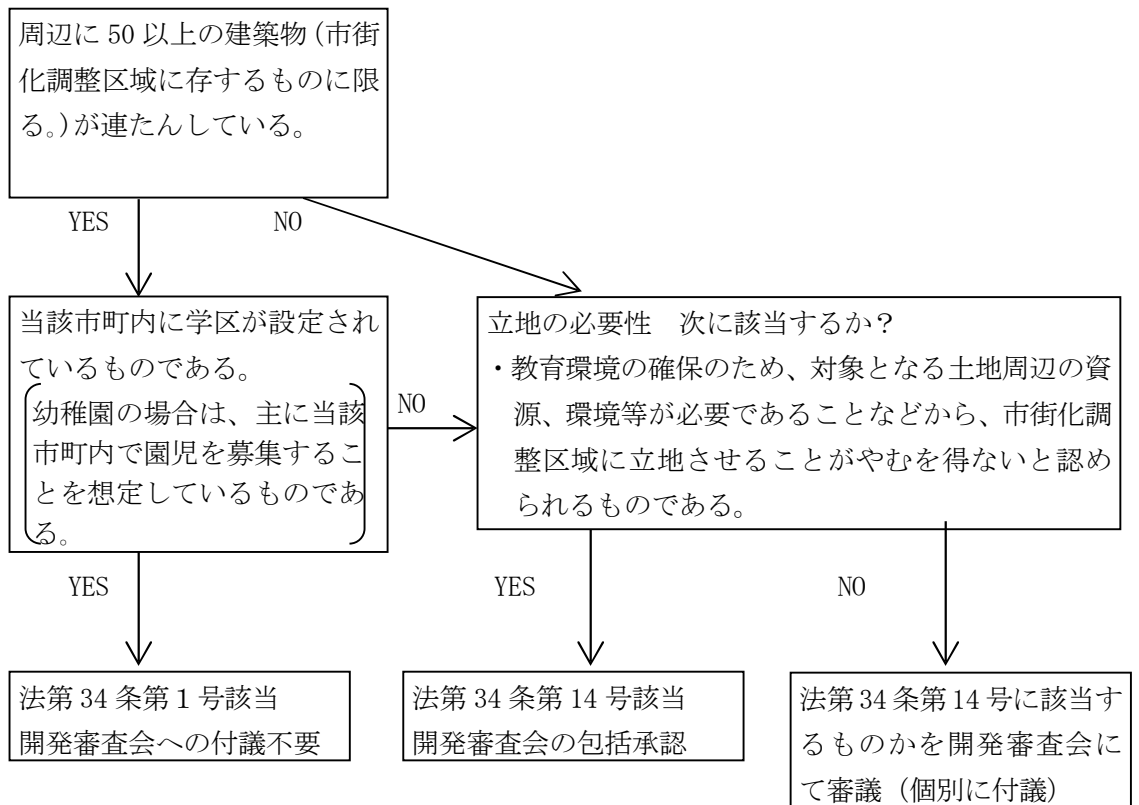 周辺に 50 以上の建築物(市街
化調整区域に存するものに限
る。)が連たんしている。
YES
NO
当該市町内に学区が設定され
ているものである。
幼稚園の場合は、主に当該
市町内で園児を募集するこ
とを想定しているものであ
る。
NO
立地の必要性 次に該当するか?
・教育環境の確保のため、対象となる土地周辺の資
源、環境等が必要であることなどから、市街化調
整区域に立地させることがやむを得ないと認め
られるものである。
YES
YES
NO
法第 34 条第1号該当
開発審査会への付議不要
法第 34 条第 14 号該当
開発審査会の包括承認
法第 34 条第 14 号に該当す
るものかを開発審査会に
て審議(個別に付議)